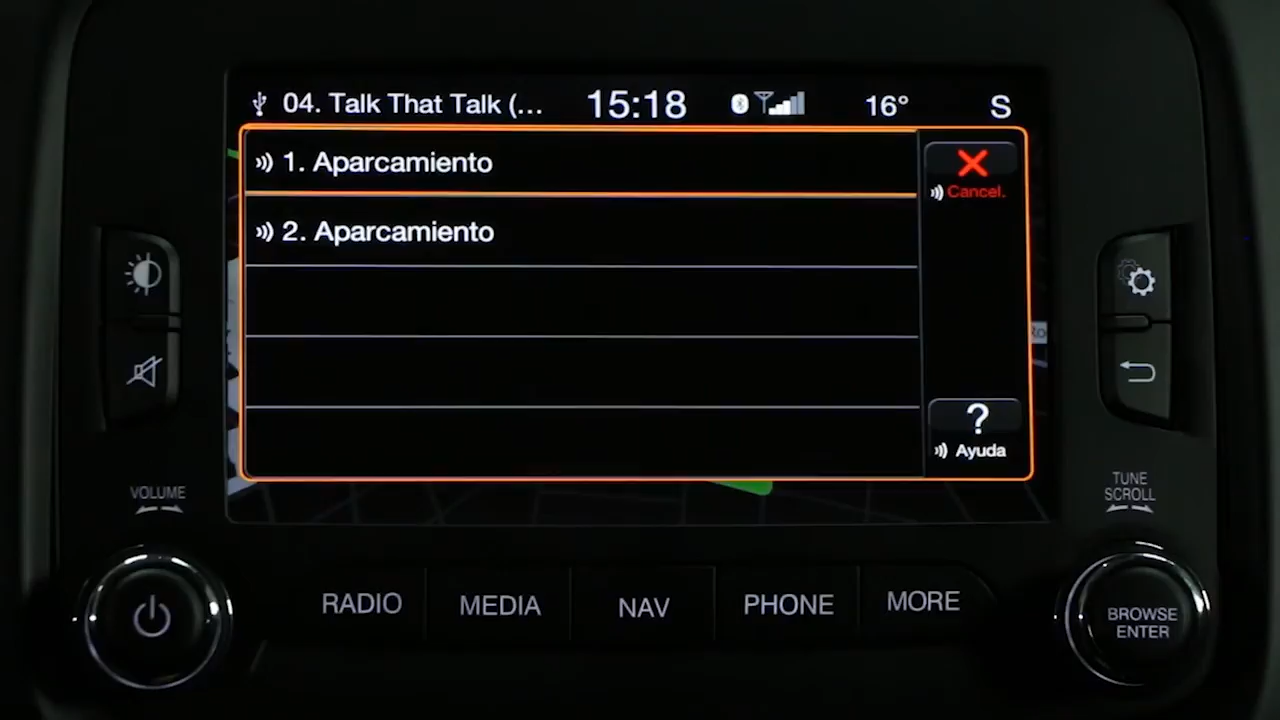 04. Talk That Talk (... 15:18 16° S
1. Aparcamiento
Cancel.
2. Aparcamiento
? Ayuda
VOLUME
TUNE
SCROLL
RADIO MEDIA NAV PHONE MORE
BROWSE
ENTER